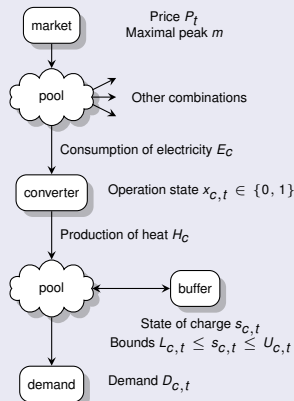 market
Price P_t
Maximal peak m
pool
Other combinations
Consumption of electricity E_c
converter
Operation state x_{c,t} ∈ {0, 1}
Production of heat H_c
pool
buffer
State of charge s_{c,t}
Bounds L_{c,t} ≤ s_{c,t} ≤ U_{c,t}
demand
Demand D_{c,t}